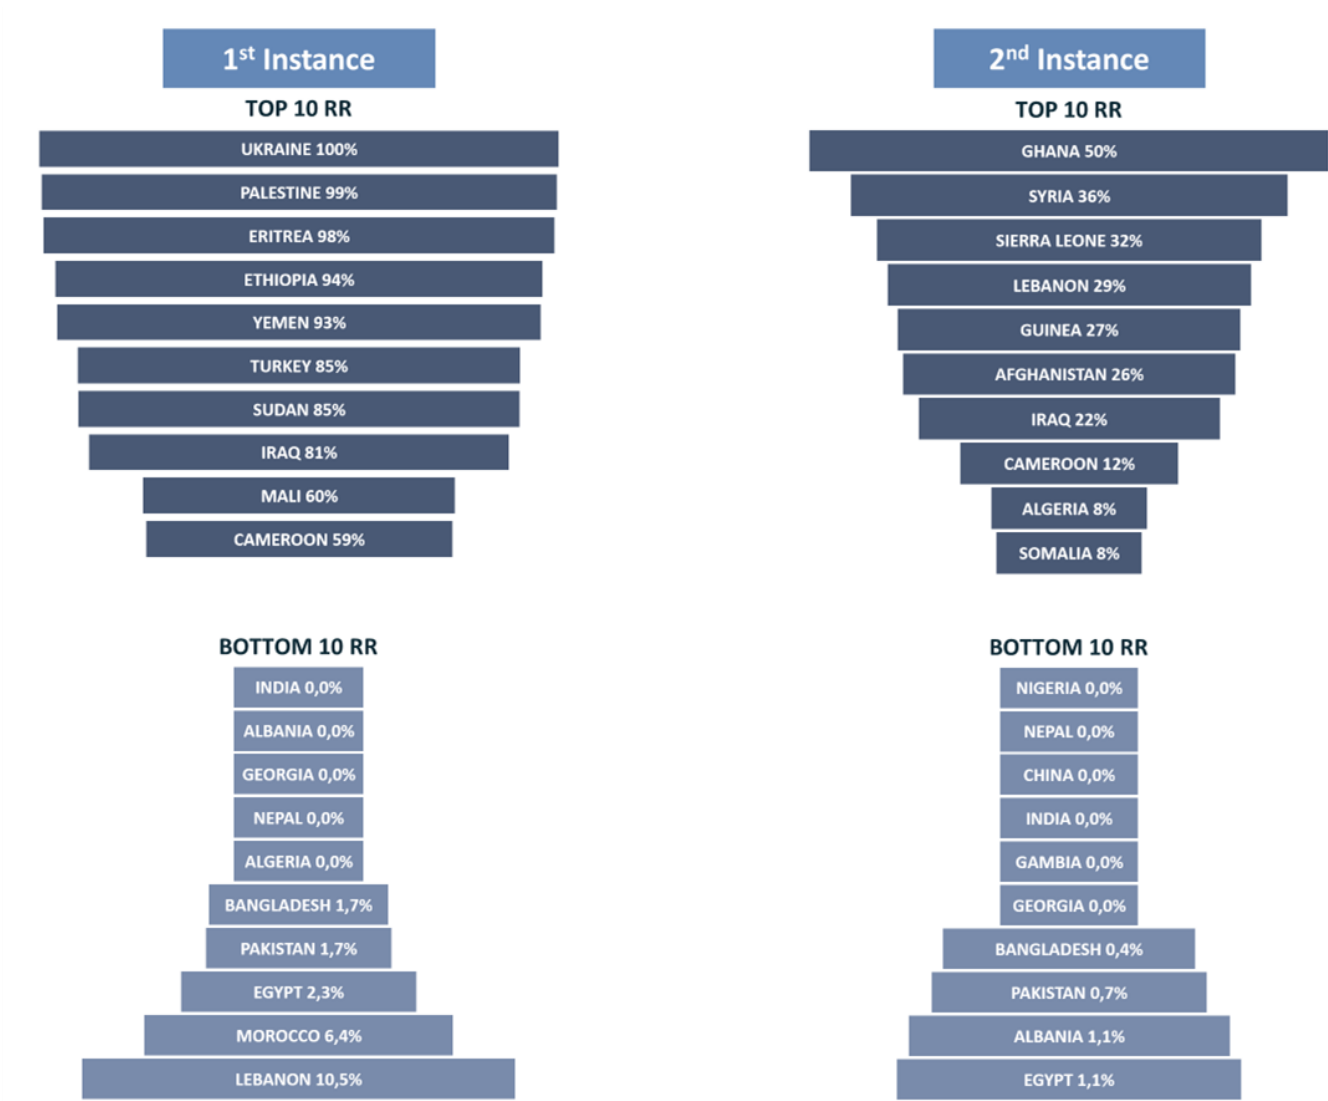 1st Instance
TOP 10 RR
UKRAINE 100%
PALESTINE 99%
ERITREA 98%
ETHIOPIA 94%
YEMEN 93%
TURKEY 85%
SUDAN 85%
IRAQ 81%
MALI 60%
CAMEROON 59%
BOTTOM 10 RR
INDIA 0,0%
ALBANIA 0,0%
GEORGIA 0,0%
NEPAL 0,0%
ALGERIA 0,0%
BANGLADESH 1,7%
PAKISTAN 1,7%
EGYPT 2,3%
MOROCCO 6,4%
LEBANON 10,5%
2nd Instance
TOP 10 RR
GHANA 50%
SYRIA 36%
SIERRA LEONE 32%
LEBANON 29%
GUINEA 27%
AFGHANISTAN 26%
IRAQ 22%
CAMEROON 12%
ALGERIA 8%
SOMALIA 8%
BOTTOM 10 RR
NIGERIA 0,0%
NEPAL 0,0%
CHINA 0,0%
INDIA 0,0%
GAMBIA 0,0%
GEORGIA 0,0%
BANGLADESH 0,4%
PAKISTAN 0,7%
ALBANIA 1,1%
EGYPT 1,1%